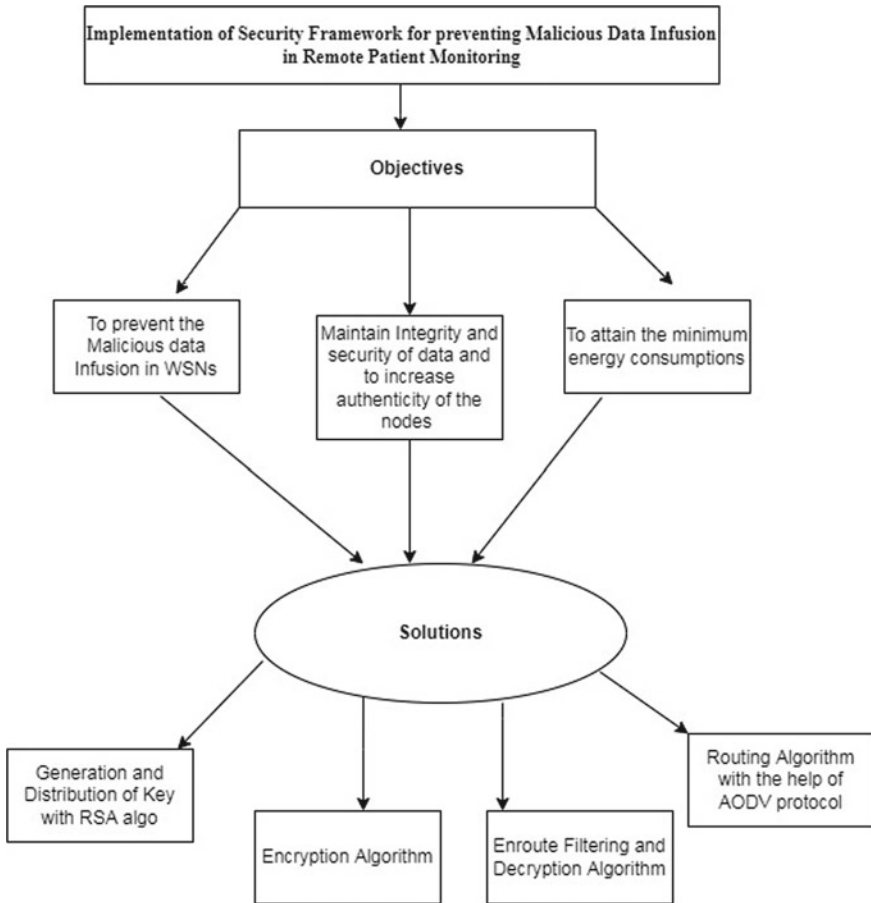 Implementation of Security Framework for preventing Malicious Data Infusion
in Remote Patient Monitoring
Objectives
To prevent the
Malicious data
Infusion in WSNs
Maintain Integrity and
security of data and
to increase
authenticity of the
nodes
To attain the minimum
energy consumptions
Solutions
Generation and
Distribution of Key
with RSA algo
Encryption Algorithm
Enroute Filtering and
Decryption Algorithm
Routing Algorithm
with the help of
AODV protocol